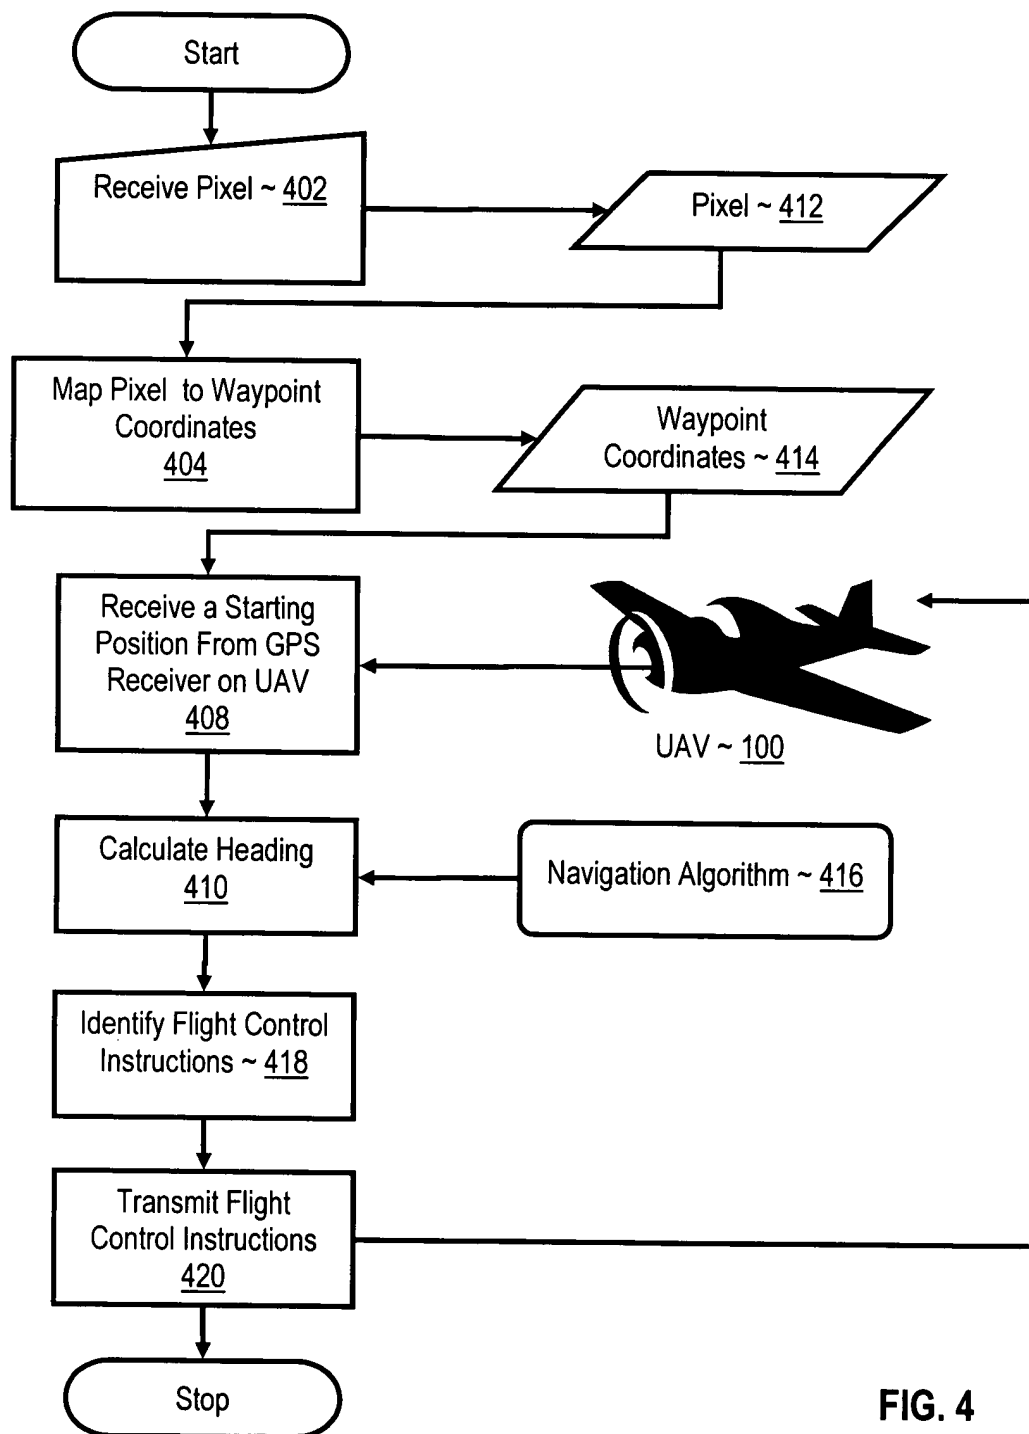 Start
Receive Pixel ~ 402
Pixel ~ 412
Map Pixel to Waypoint
Coordinates
404
Waypoint
Coordinates ~ 414
Receive a Starting
Position From GPS
Receiver on UAV
408
UAV ~ 100
Calculate Heading
410
Navigation Algorithm ~ 416
Identify Flight Control
Instructions ~ 418
Transmit Flight
Control Instructions
420
Stop
FIG. 4